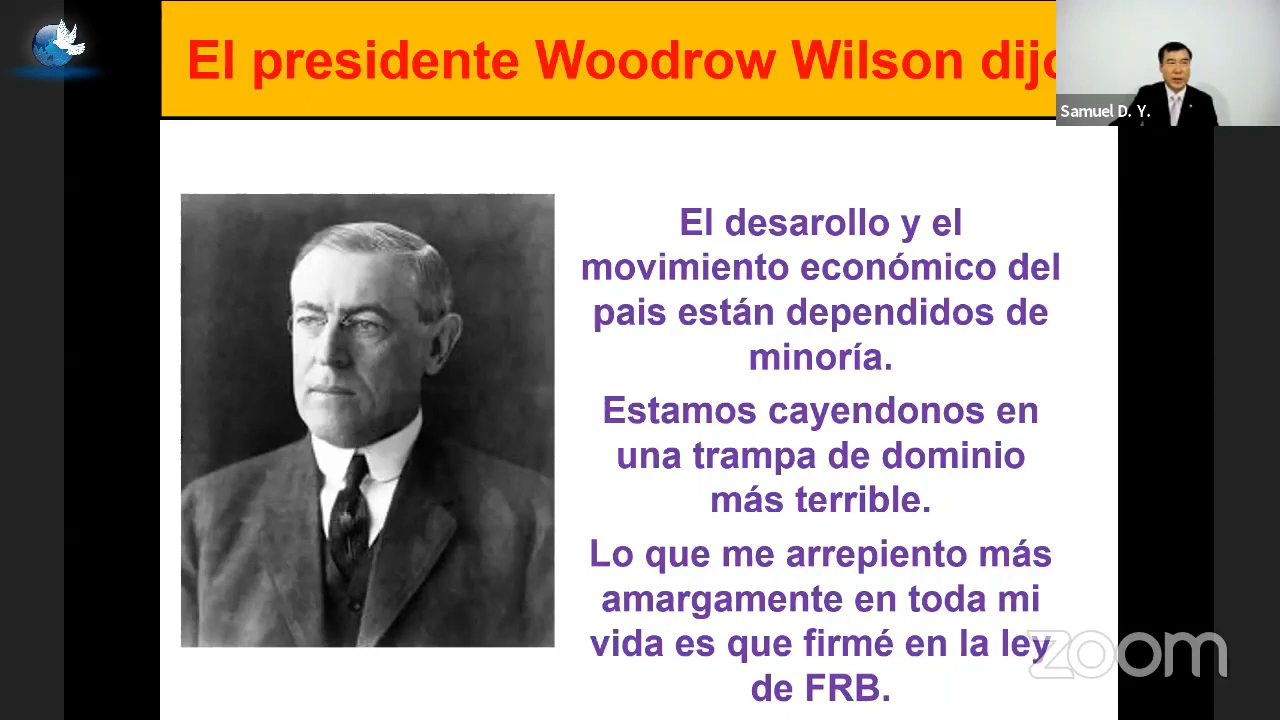 El presidente Woodrow Wilson dijo
Samuel D. Y.
El desarollo y el
movimiento económico del
pais están dependidos de
minoría.
Estamos cayendonos en
una trampa de dominio
más terrible.
Lo que me arrepiento más
amargamente en toda mi
vida es que firmé en la ley
de FRB.
zoom